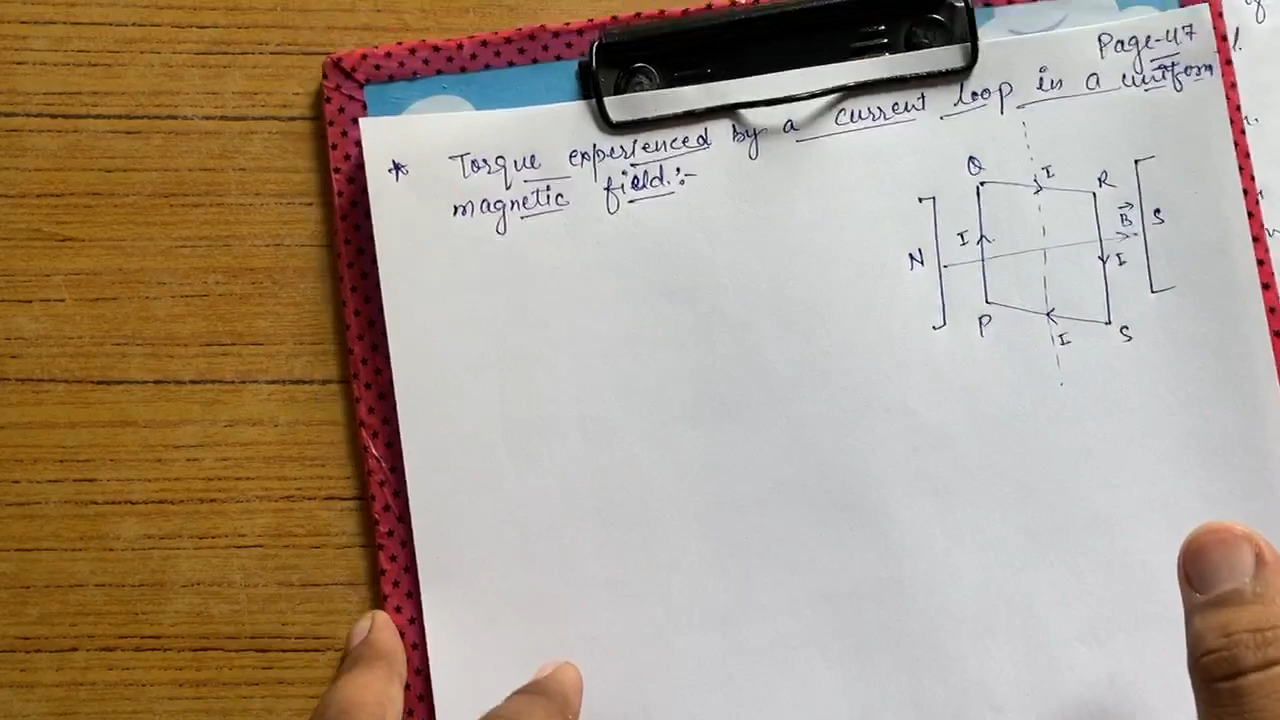 Page-47
* Torque experienced by a current loop in a uniform
magnetic field:-
Q I R
N I B⃗ S
I
P I S